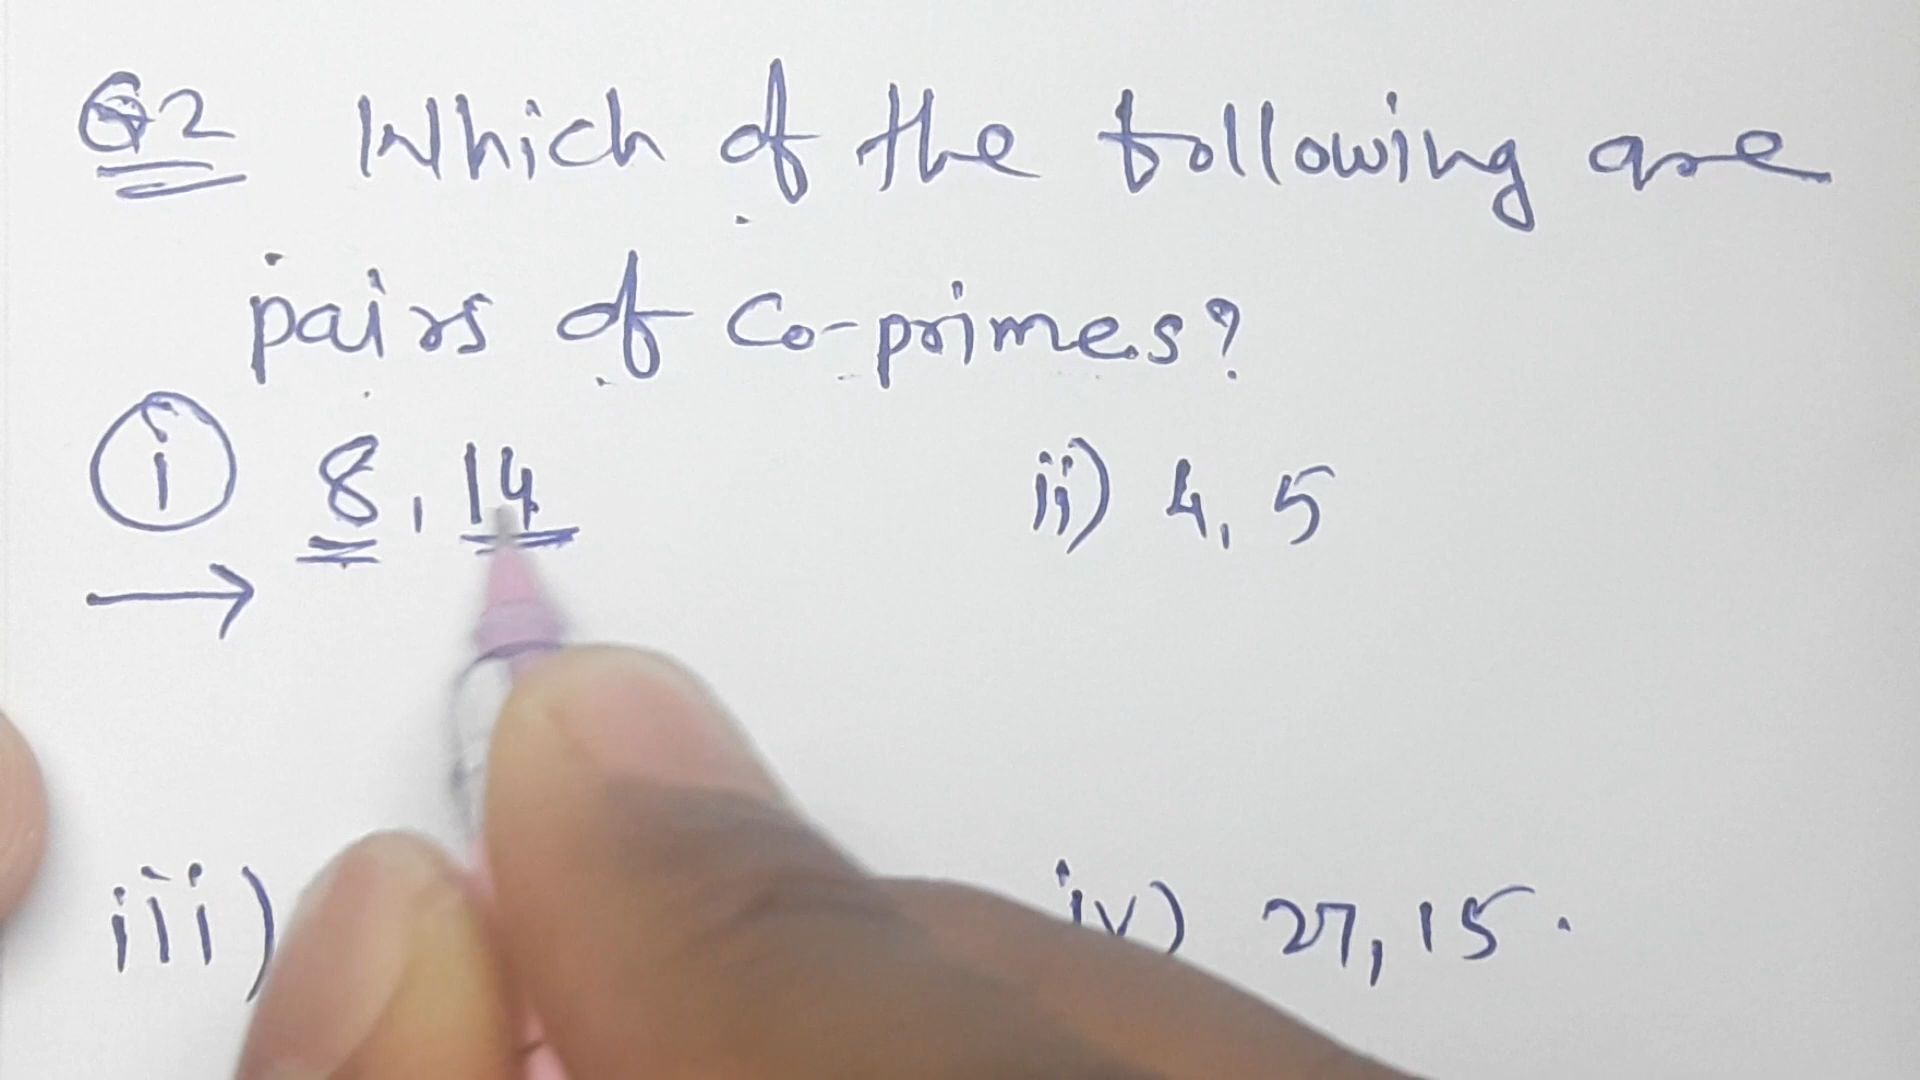 Q2 Which of the following are
pairs of Co-primes?
i 8, 14
ii) 4, 5
iii)
iv) 27, 15.